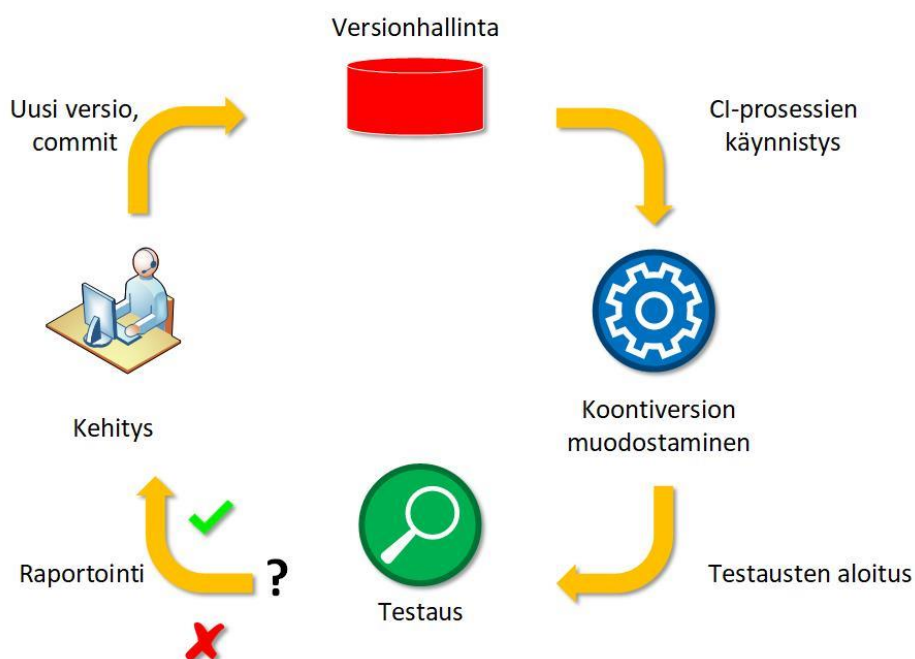 Versionhallinta
Uusi versio,
commit
CI-prosessien
käynnistys
Kehitys
Koontiversion
muodostaminen
Raportointi
?
Testaus
Testausten aloitus